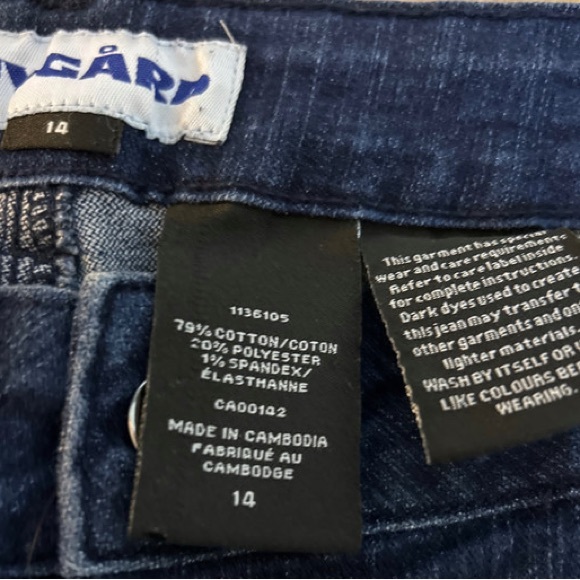 14
1136105
79% COTTON/COTON
20% POLYESTER
1% SPANDEX/
ÉLASTHANNE
CA00142
MADE IN CAMBODIA
FABRIQUÉ AU
CAMBODGE
14
This garment has special
wear and care requirements
Refer to care label inside
for complete instructions.
Dark dyes used to create
this jean may transfer t
other garments and
lighter materials.
WASH BY ITSELF OR
LIKE COLOURS
WEARING.